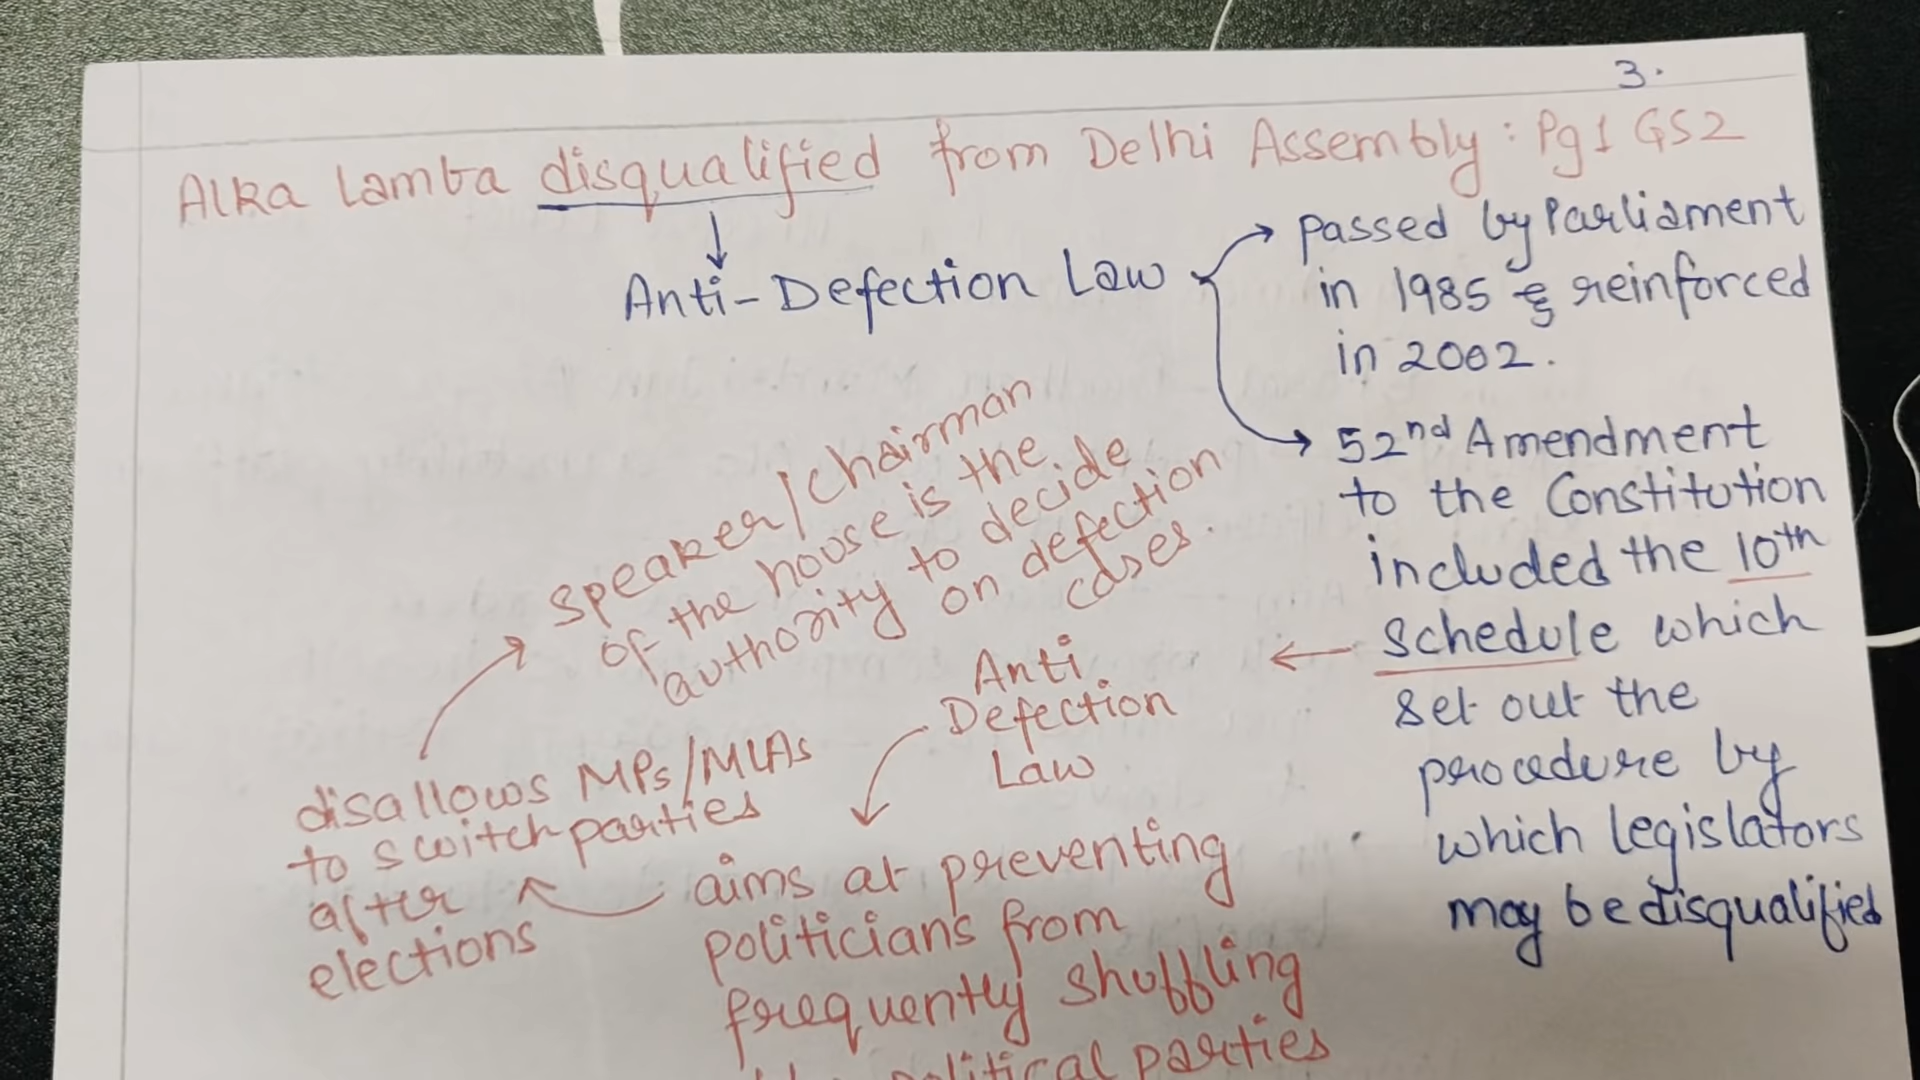 3.
Alka Lamba disqualified from Delhi Assembly: Pg1 GS2
Anti-Defection Law
passed by Parliament
in 1985 & reinforced
in 2002.
52nd Amendment
to the Constitution
included the 10th
schedule which
set out the
procedure by
which legislators
may be disqualified
Anti
Defection
Law
aims at preventing
politicians from
frequently shuffling
political parties
disallows MPs/MLAs
to switch parties
after
elections
speaker/chairman
of the house is the
authority to decide
on defection
cases.